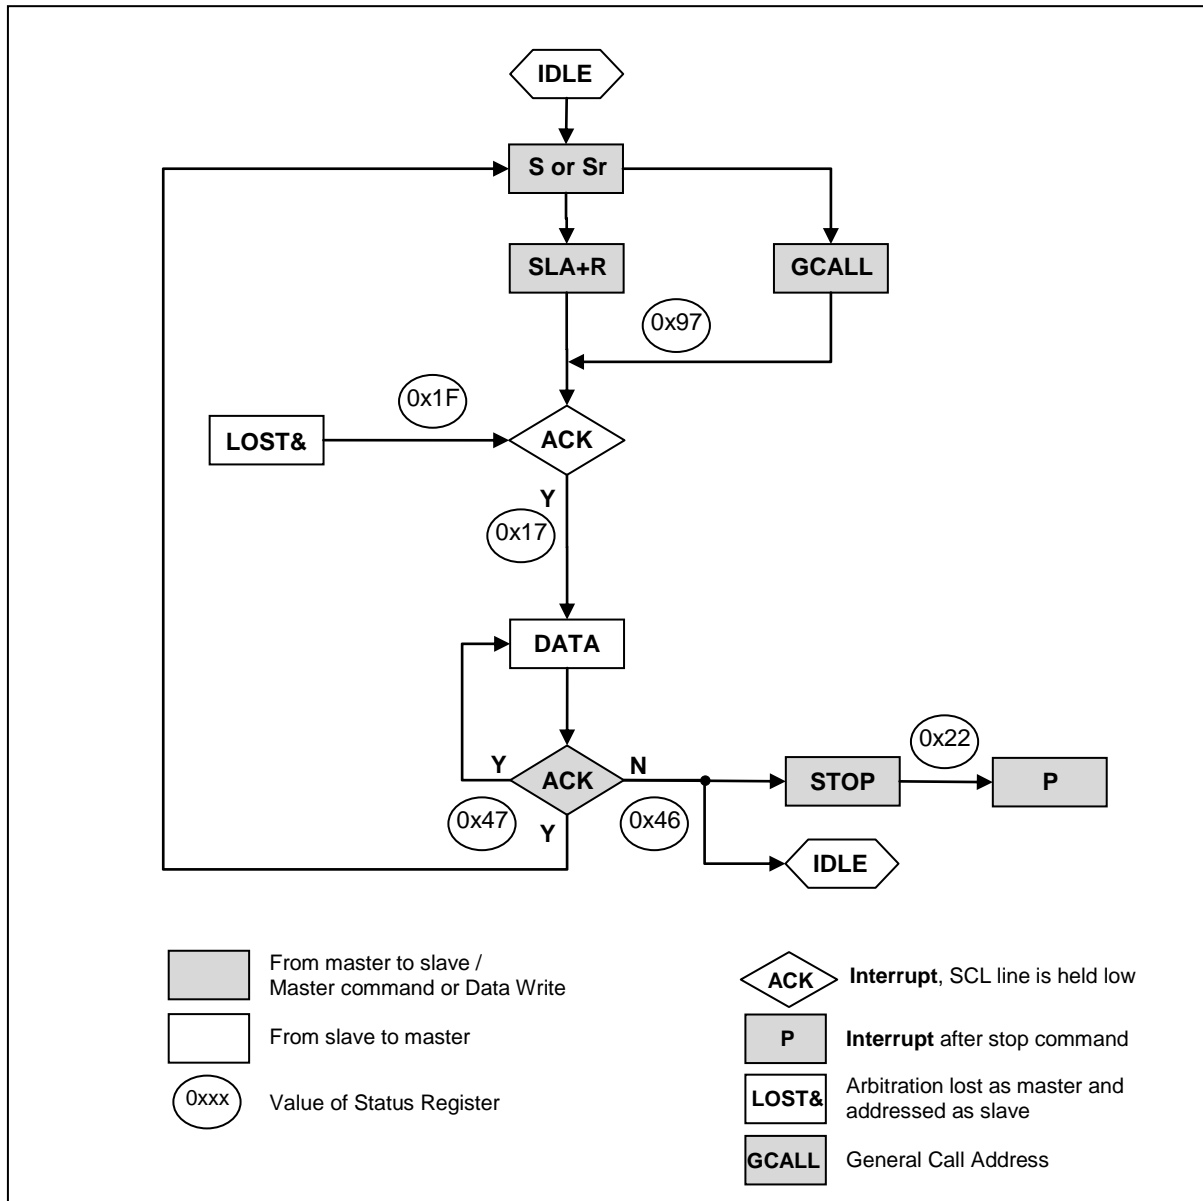 IDLE
S or Sr
SLA+R
GCALL
0x97
0x1F
LOST&
ACK
Y
0x17
DATA
0x22
Y
ACK
N
STOP
P
0x47
Y
0x46
IDLE
From master to slave /
Master command or Data Write
From slave to master
0xxx
Value of Status Register
ACK
Interrupt, SCL line is held low
P
Interrupt after stop command
LOST&
Arbitration lost as master and
addressed as slave
GCALL
General Call Address